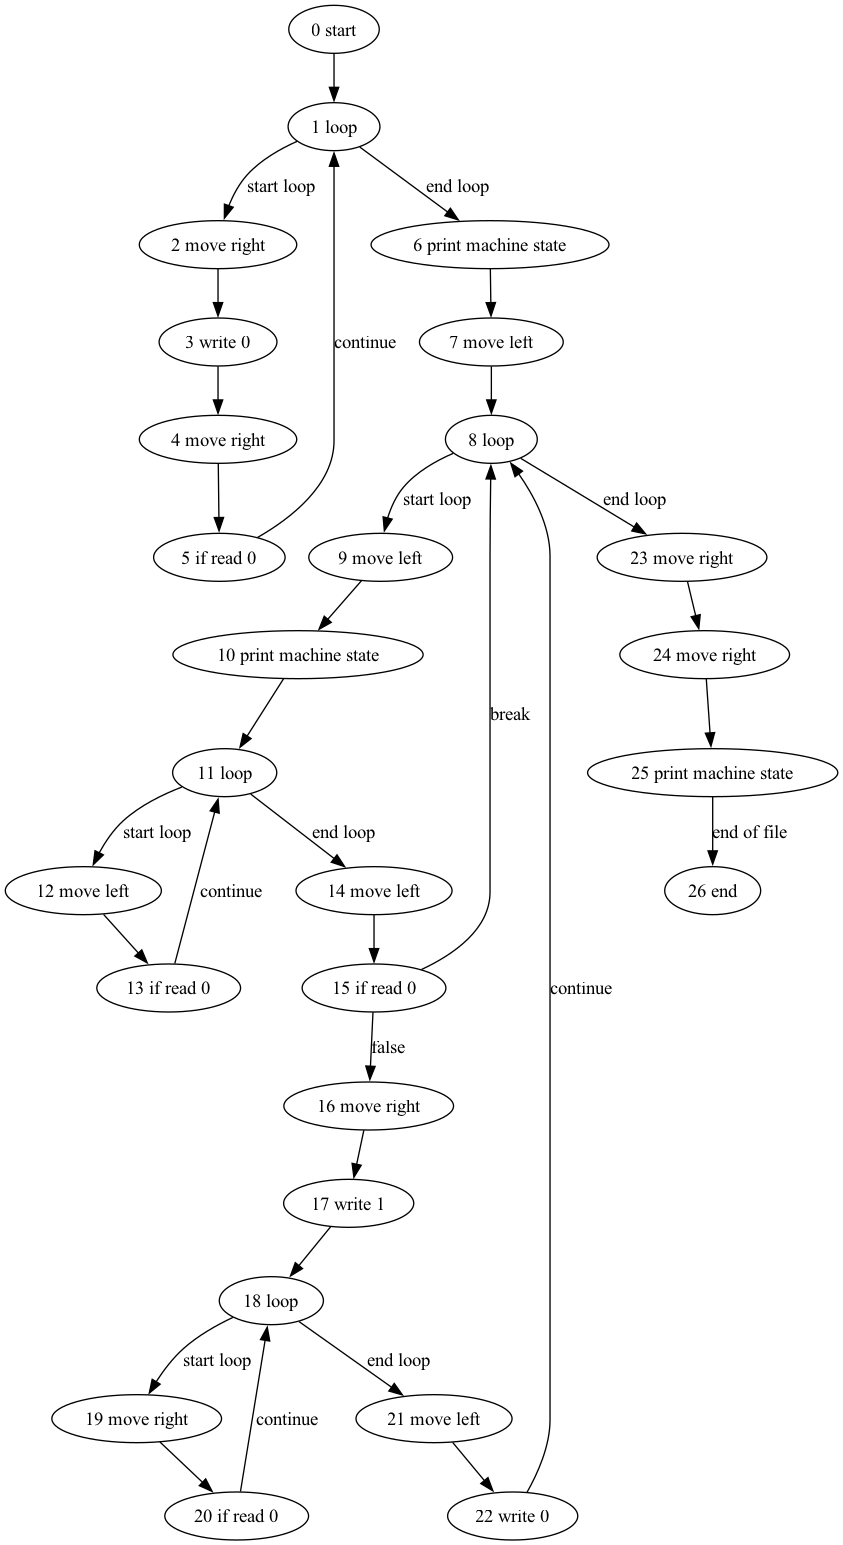 0 start
1 loop
start loop
end loop
2 move right
6 print machine state
3 write 0
continue
7 move left
4 move right
8 loop
start loop
end loop
5 if read 0
9 move left
23 move right
10 print machine state
24 move right
break
11 loop
25 print machine state
start loop
end loop
end of file
12 move left
continue
14 move left
26 end
13 if read 0
15 if read 0
continue
false
16 move right
17 write 1
18 loop
start loop
end loop
19 move right
continue
21 move left
20 if read 0
22 write 0